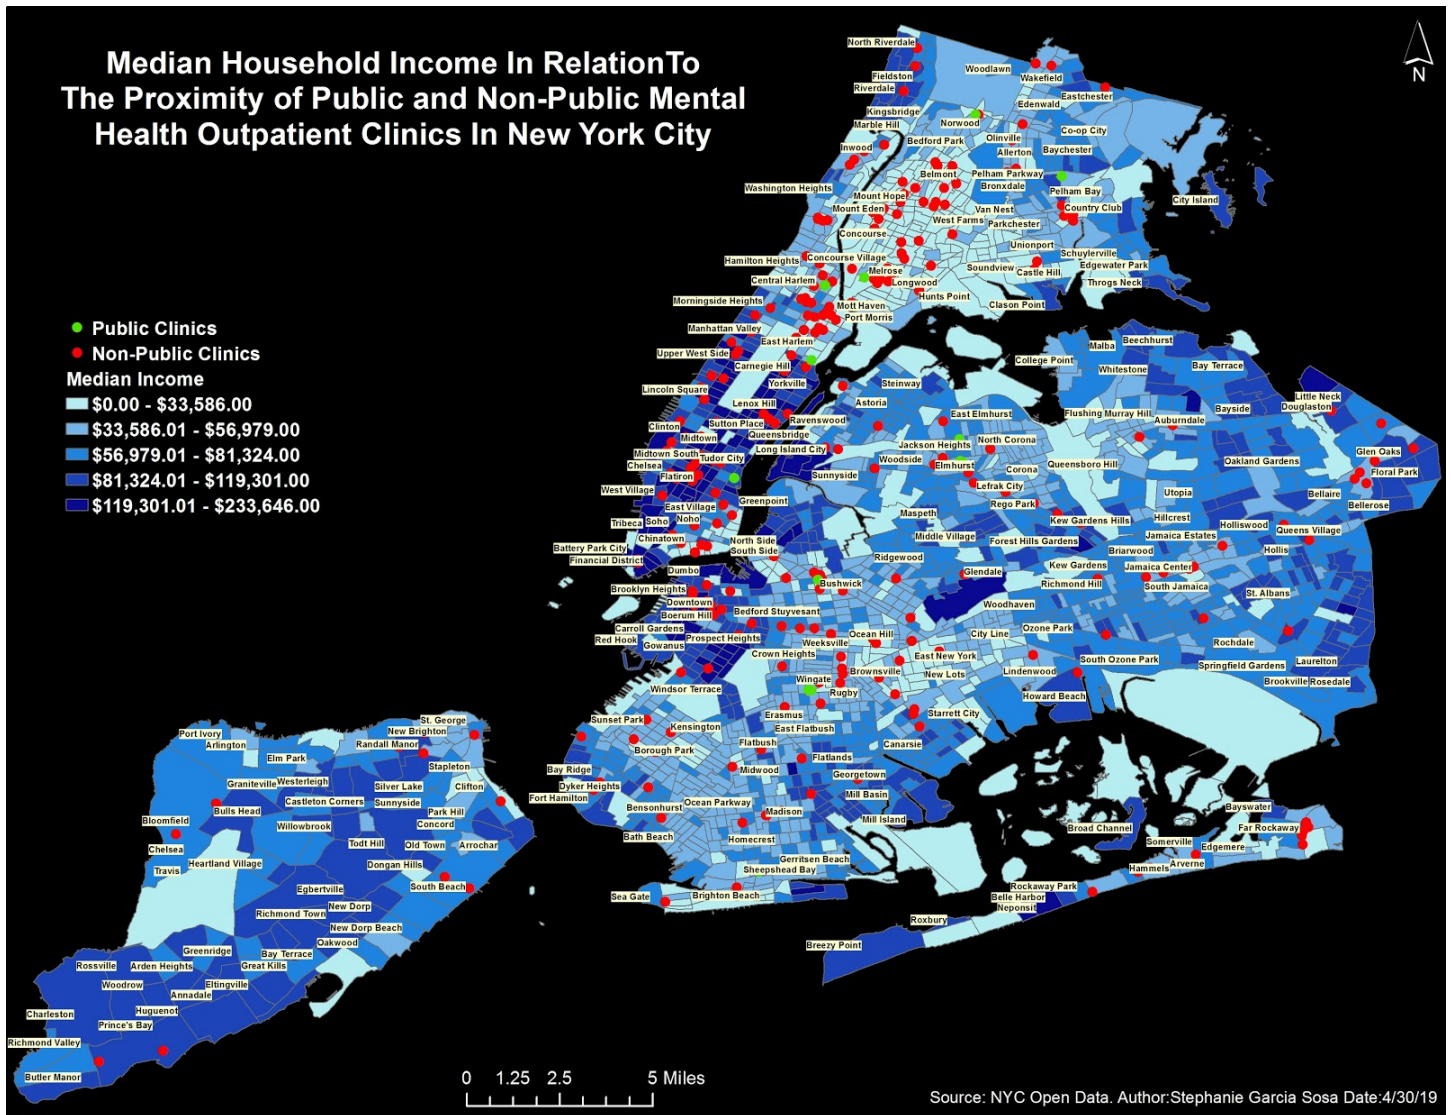 Median Household Income In RelationTo
The Proximity of Public and Non-Public Mental
Health Outpatient Clinics In New York City
N
Public Clinics
Non-Public Clinics
Median Income
$0.00 - $33,586.00
$33,586.01 - $56,979.00
$56,979.01 - $81,324.00
$81,324.01 - $119,301.00
$119,301.01 - $233,646.00
North Riverdale
Woodlawn
Fieldston
Wakefield
Riverdale
Eastchester
Edenwald
Kingsbridge
Norwood
Marble Hill
Co-op City
Olinville
Bedford Park
Inwood
Allerton
Baychester
Belmont
Pelham Parkway
Washington Heights
Bronxdale
Pelham Bay
Mount Hope
City Island
Mount Eden
Van Nest
Country Club
West Farms
Parkchester
Concourse
Unionport
Schuylerville
Hamilton Heights
Concourse Village
Edgewater Park
Soundview
Castle Hill
Melrose
Central Harlem
Longwood
Throgs Neck
Hunts Point
Morningside Heights
Mott Haven
Clason Point
Port Morris
Manhattan Valley
East Harlem
Beechhurst
Malba
Upper West Side
College Point
Carnegie Hill
Bay Terrace
Whitestone
Yorkville
Steinway
Lincoln Square
Little Neck
Lenox Hill
Astoria
Douglaston
Bayside
Flushing
Murray Hill
East Elmhurst
Auburndale
Ravenswood
Sutton Place
Clinton
Queensbridge
Midtown
North Corona
Jackson Heights
Long Island City
Glen Oaks
Midtown South
Tudor City
Woodside
Oakland Gardens
Chelsea
Elmhurst
Queensboro Hill
Corona
Floral Park
Flatiron
Sunnyside
Lefrak City
West Village
Utopia
Bellaire
Greenpoint
Rego Park
Bellerose
East Village
Maspeth
Hillcrest
Noho
Soho
Tribeca
Kew Gardens Hills
Holliswood
Queens Village
Chinatown
Middle Village
Jamaica Estates
North Side
Forest Hills Gardens
Battery Park City
South Side
Briarwood
Hollis
Financial District
Ridgewood
Kew Gardens
Jamaica Center
Dumbo
Glendale
Richmond Hill
South Jamaica
Brooklyn Heights
Bushwick
St. Albans
Downtown
Woodhaven
Bedford Stuyvesant
Boerum Hill
Carroll Gardens
Ozone Park
Ocean Hill
City Line
Red Hook
Prospect Heights
Weeksville
Rochdale
Gowanus
Crown Heights
East New York
South Ozone Park
Laurelton
Springfield Gardens
Brownsville
Lindenwood
New Lots
Wingate
Brookville
Rosedale
Windsor Terrace
Rugby
Howard Beach
Erasmus
Starrett City
Sunset Park
Kensington
East Flatbush
Flatbush
Canarsie
Borough Park
Flatlands
Bay Ridge
Midwood
Georgetown
Dyker Heights
Mill Basin
Fort Hamilton
Ocean Parkway
Bensonhurst
Madison
Mill Island
Bath Beach
Homecrest
Gerritsen Beach
Sheepshead Bay
Sea Gate
Brighton Beach
Bayswater
Broad Channel
Far Rockaway
Somerville
Edgemere
Arverne
Hammels
Rockaway Park
Belle Harbor
Neponsit
Roxbury
Breezy Point
St. George
Port Ivory
New Brighton
Arlington
Randall Manor
Elm Park
Stapleton
Graniteville
Westerleigh
Silver Lake
Clifton
Castleton Corners
Sunnyside
Bulls Head
Park Hill
Bloomfield
Willowbrook
Concord
Chelsea
Todt Hill
Old Town
Arrochar
Heartland Village
Dongan Hills
Travis
South Beach
Egbertville
New Dorp
Richmond Town
New Dorp Beach
Oakwood
Greenridge
Bay Terrace
Rossville
Arden Heights
Great Kills
Woodrow
Eltingville
Annadale
Huguenot
Charleston
Prince's Bay
Richmond Valley
Butler Manor
0 1.25 2.5 5 Miles
Source: NYC Open Data. Author:Stephanie Garcia Sosa Date:4/30/19